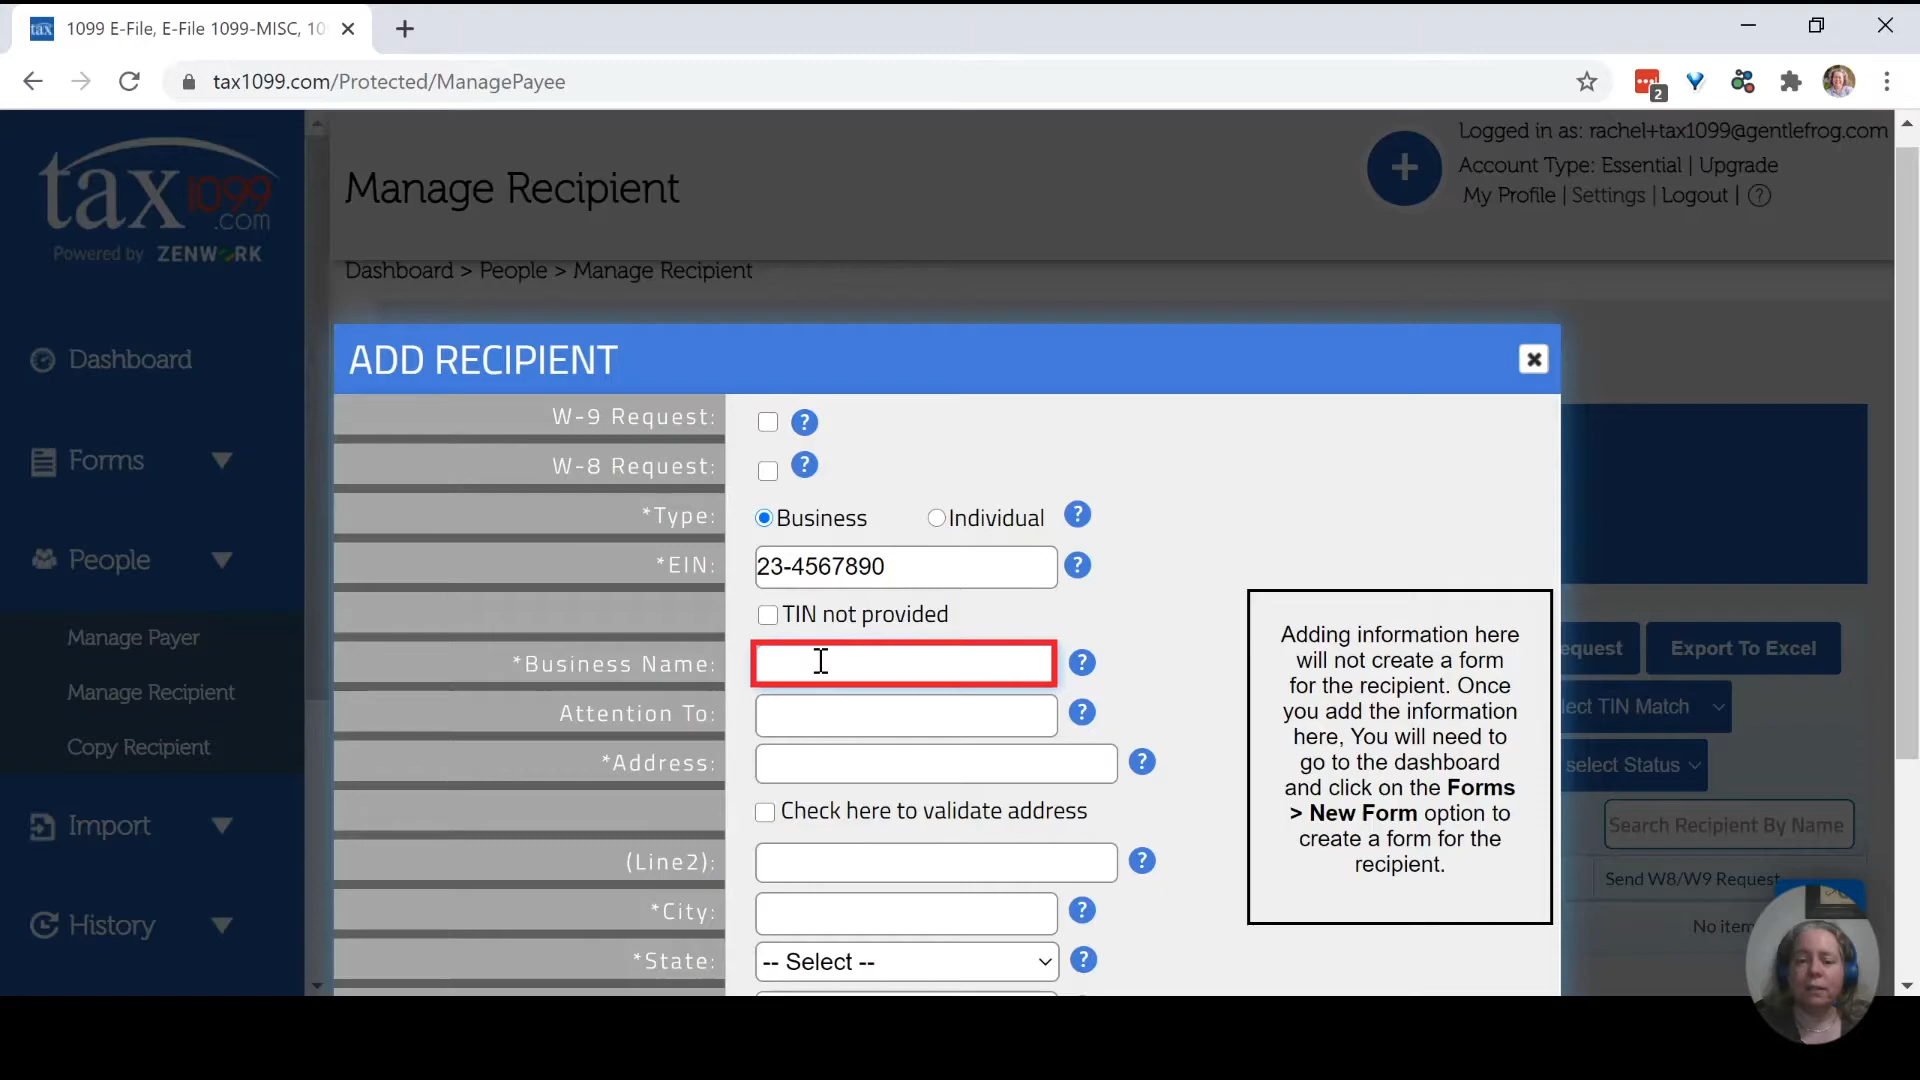 1099 E-File, E-File 1099-MISC, 10
tax1099.com/Protected/ManagePayee
2
tax1099
.com
Powered by ZENWORK
Manage Recipient
Logged in as: rachel+tax1099@gentlefrog.com
Account Type: Essential | Upgrade
My Profile | Settings | Logout | ?
Dashboard > People > Manage Recipient
Dashboard
Forms
People
Manage Payer
Manage Recipient
Copy Recipient
Import
History
ADD RECIPIENT
W-9 Request: ?
W-8 Request: ?
*Type: Business Individual ?
*EIN: 23-4567890 ?
TIN not provided
*Business Name: ?
Attention To: ?
*Address: ?
Check here to validate address
(Line2): ?
*City: ?
*State: -- Select -- ?
Adding information here
will not create a form
for the recipient. Once
you add the information
here, You will need to
go to the dashboard
and click on the Forms
> New Form option to
create a form for the
recipient.
equest
Export To Excel
lect TIN Match
select Status
Search Recipient By Name
Send W8/W9 Request
No item